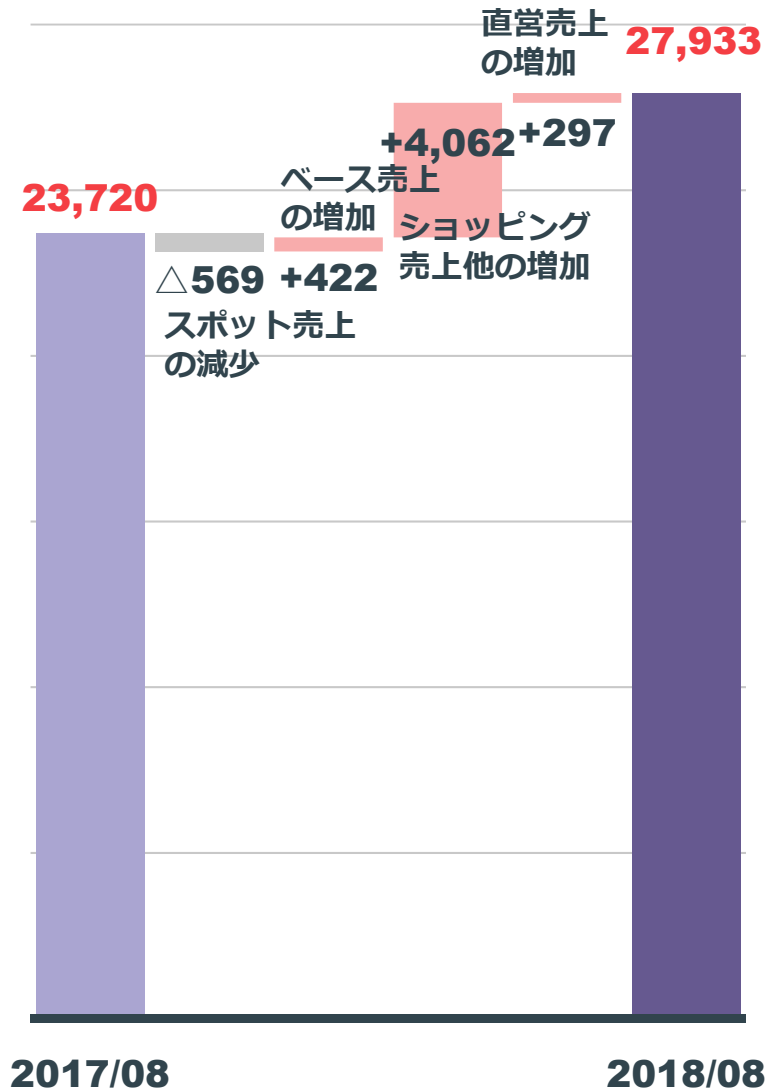 直営売上
の増加
27,933
+4,062
+297
ベース売上
の増加
23,720
ショッピング
売上他の増加
△569
+422
スポット売上
の減少
2017/08
2018/08